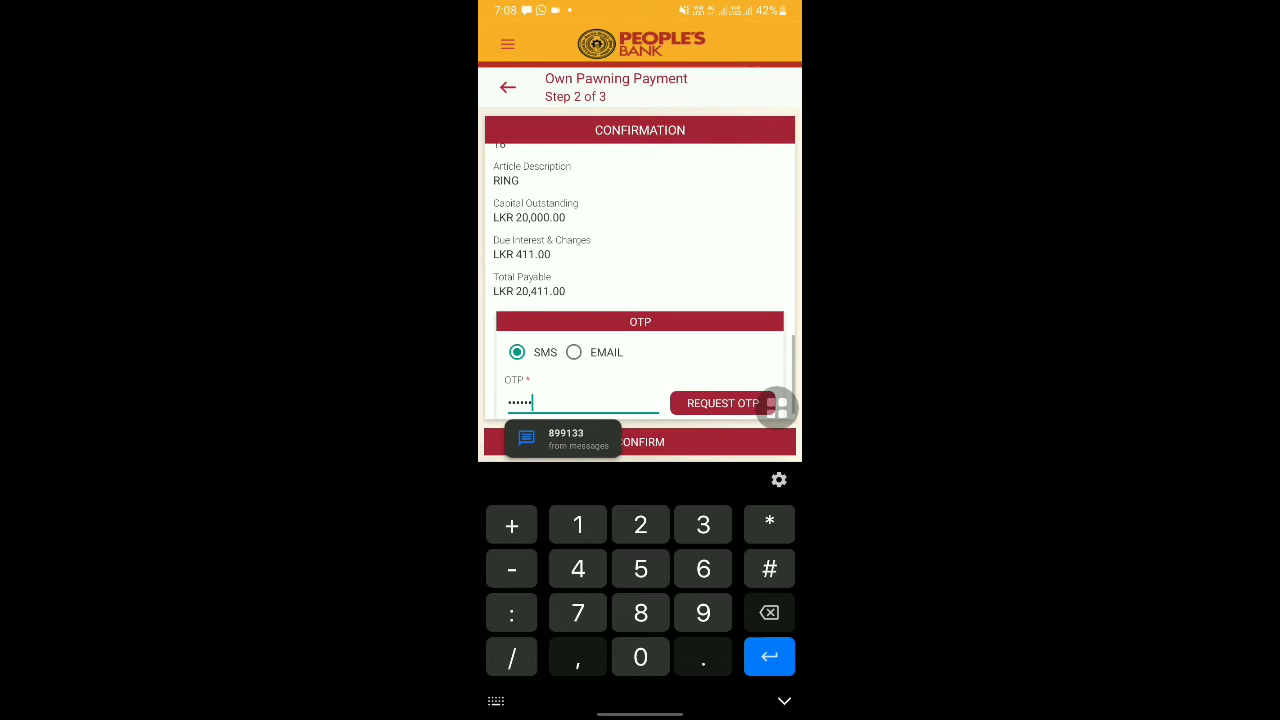 7:08
42%
PEOPLE'S
BANK
Own Pawning Payment
Step 2 of 3
CONFIRMATION
18
Article Description
RING
Capital Outstanding
LKR 20,000.00
Due Interest & Charges
LKR 411.00
Total Payable
LKR 20,411.00
OTP
SMS EMAIL
OTP *
••••••
REQUEST OTP
899133
from messages
ONFIRM
+ 1 2 3 *
- 4 5 6 #
: 7 8 9
/ , 0 .